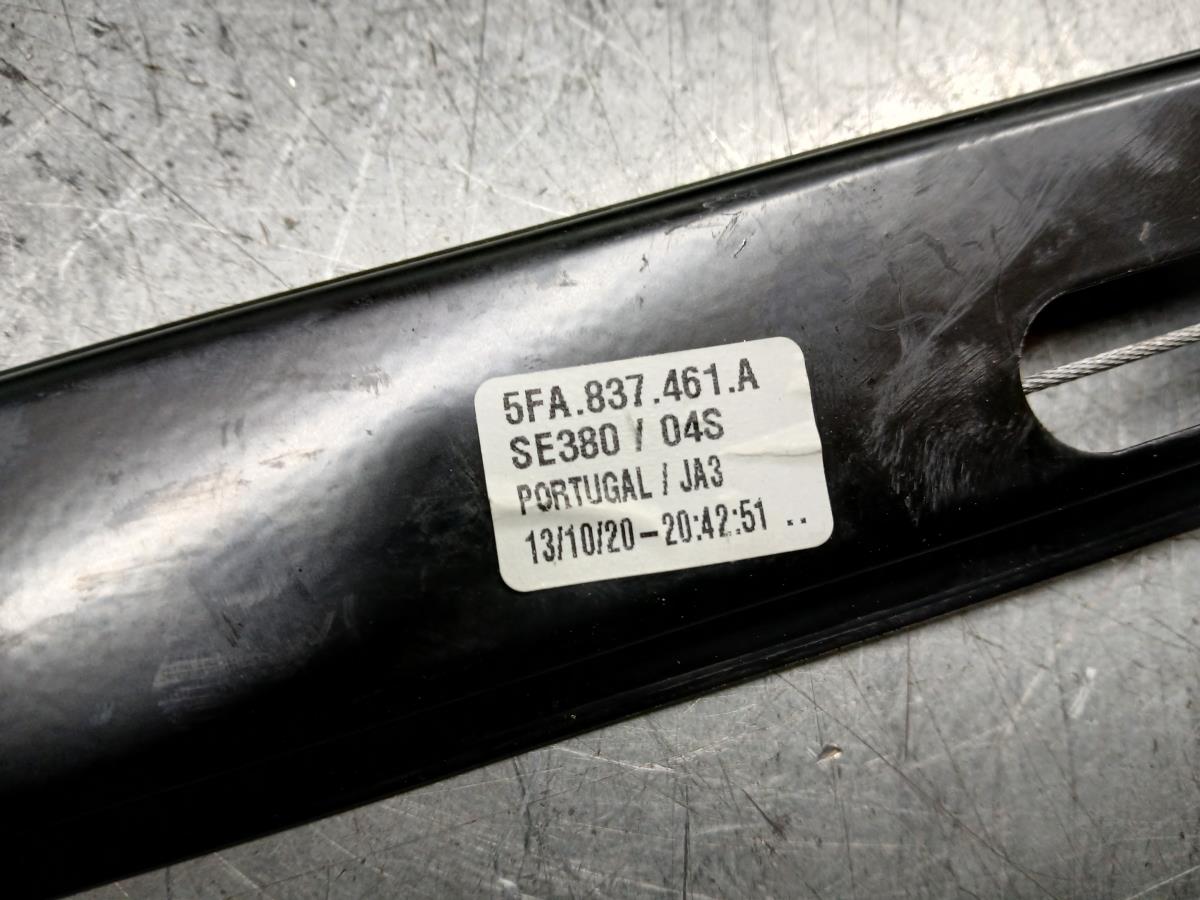 5FA.837.461.A
SE380 / 04S
PORTUGAL / JA3
13/10/20-20:42:51 ..